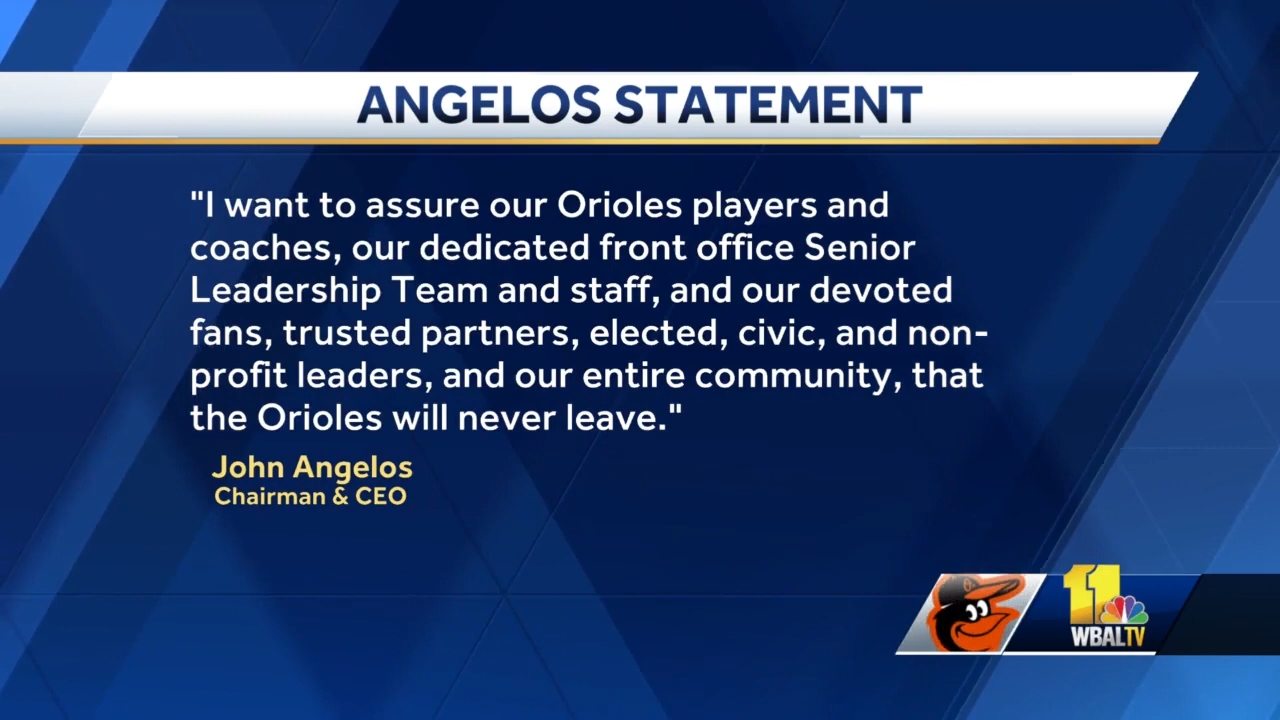 ANGELOS STATEMENT
"I want to assure our Orioles players and
coaches, our dedicated front office Senior
Leadership Team and staff, and our devoted
fans, trusted partners, elected, civic, and non-
profit leaders, and our entire community, that
the Orioles will never leave."
John Angelos
Chairman & CEO
11
WBALTV